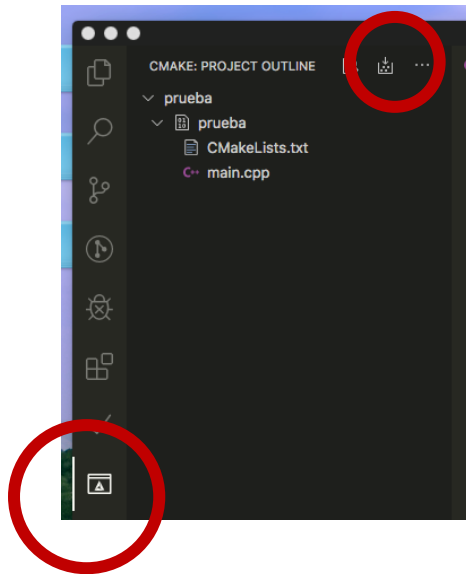 CMAKE: PROJECT OUTLINE
prueba
prueba
CMakeLists.txt
C++ main.cpp